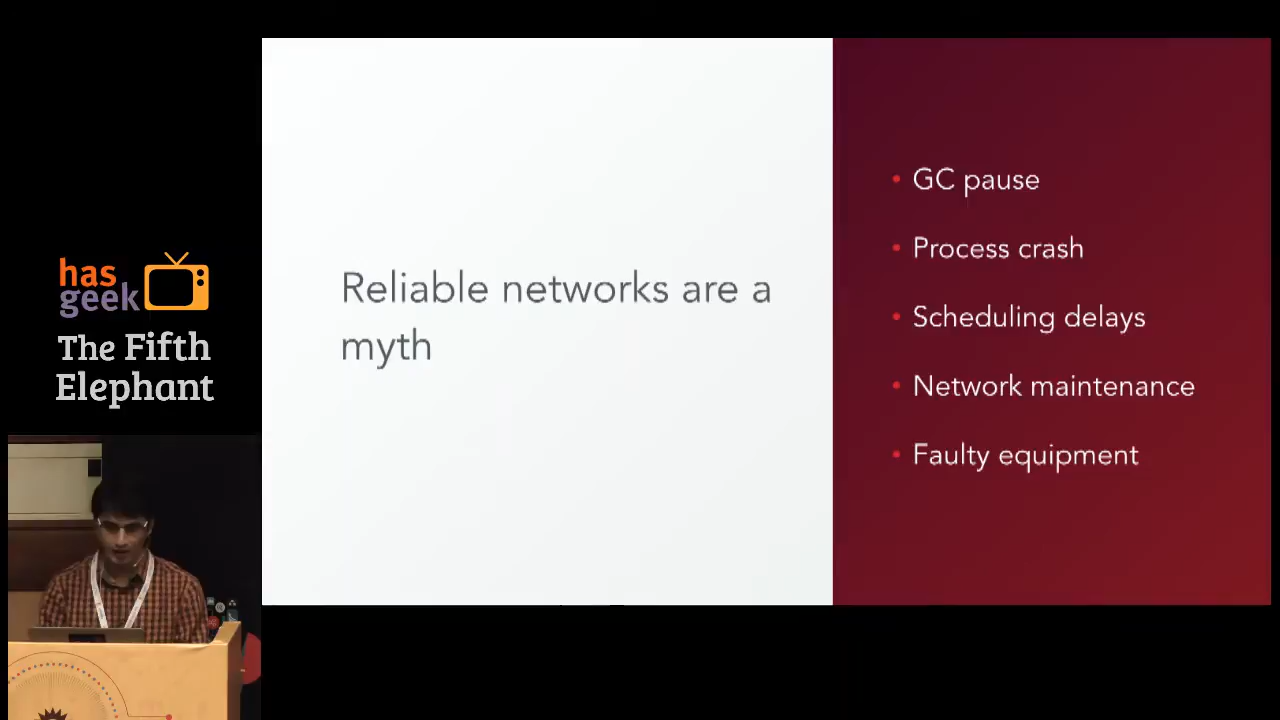 has
geek
The Fifth
Elephant
Reliable networks are a
myth
• GC pause
• Process crash
• Scheduling delays
• Network maintenance
• Faulty equipment